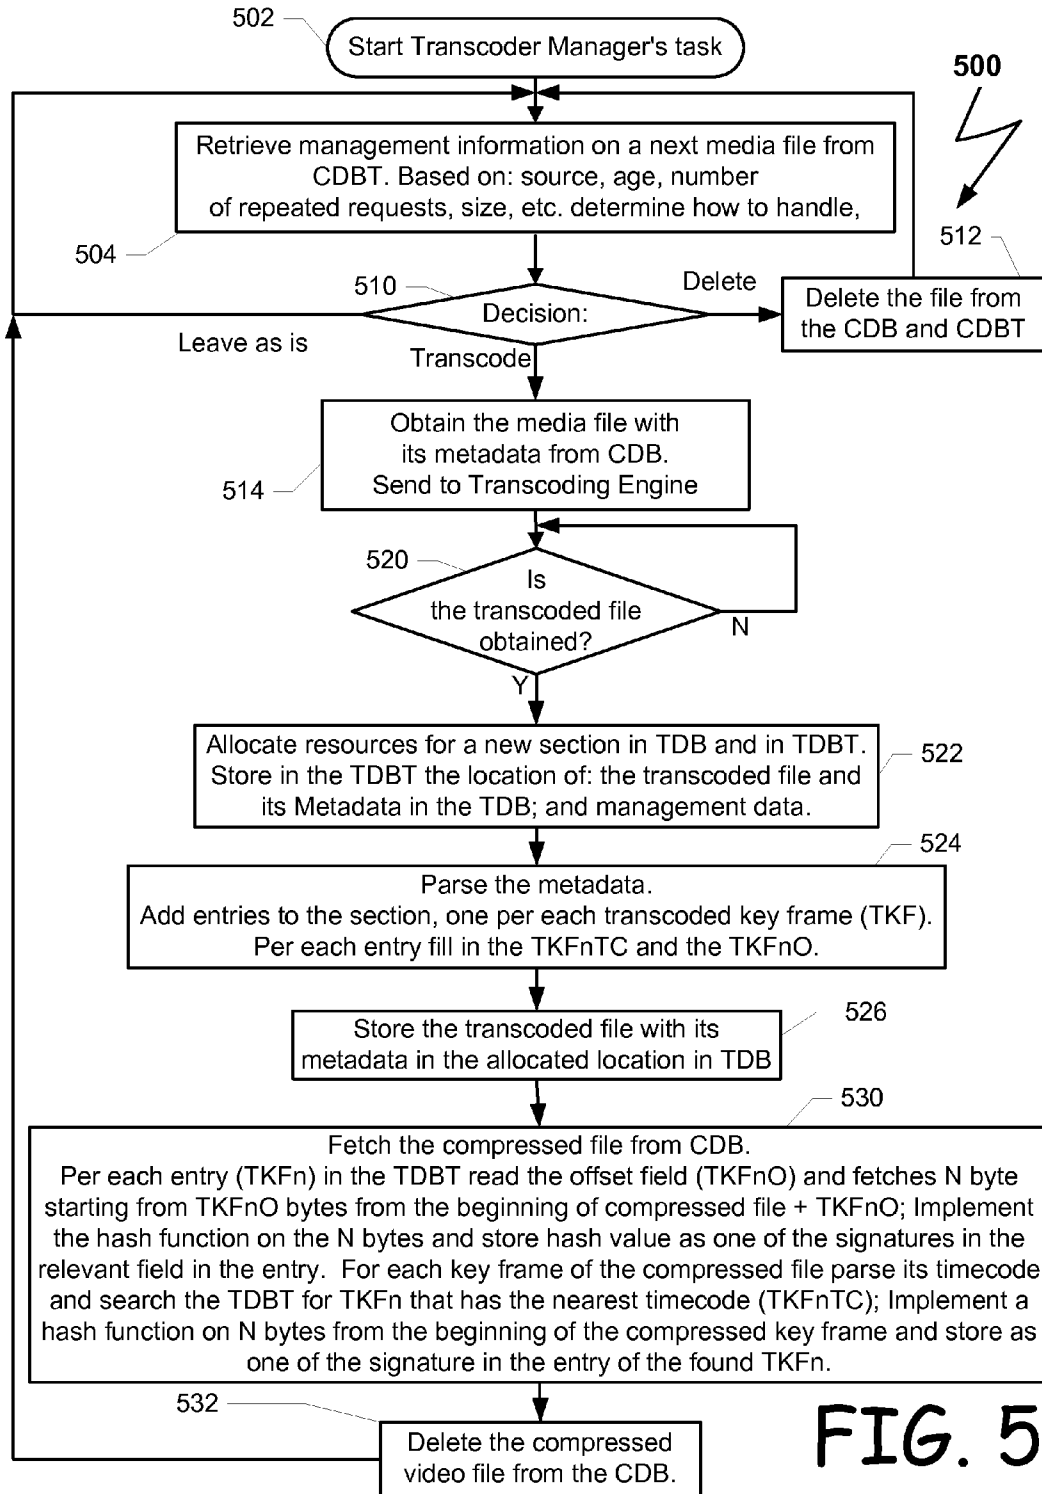 502
Start Transcoder Manager's task
500
Retrieve management information on a next media file from
CDBT. Based on: source, age, number
of repeated requests, size, etc. determine how to handle,
504
512
510
Decision:
Delete
Delete the file from
the CDB and CDBT
Leave as is
Transcode
Obtain the media file with
its metadata from CDB.
Send to Transcoding Engine
514
520
Is
the transcoded file
obtained?
N
Y
Allocate resources for a new section in TDB and in TDBT.
Store in the TDBT the location of: the transcoded file and
its Metadata in the TDB; and management data.
522
524
Parse the metadata.
Add entries to the section, one per each transcoded key frame (TKF).
Per each entry fill in the TKFnTC and the TKFnO.
526
Store the transcoded file with its
metadata in the allocated location in TDB
530
Fetch the compressed file from CDB.
Per each entry (TKFn) in the TDBT read the offset field (TKFnO) and fetches N byte
starting from TKFnO bytes from the beginning of compressed file + TKFnO; Implement
the hash function on the N bytes and store hash value as one of the signatures in the
relevant field in the entry. For each key frame of the compressed file parse its timecode
and search the TDBT for TKFn that has the nearest timecode (TKFnTC); Implement a
hash function on N bytes from the beginning of the compressed key frame and store as
one of the signature in the entry of the found TKFn.
532
Delete the compressed
video file from the CDB.
FIG. 5